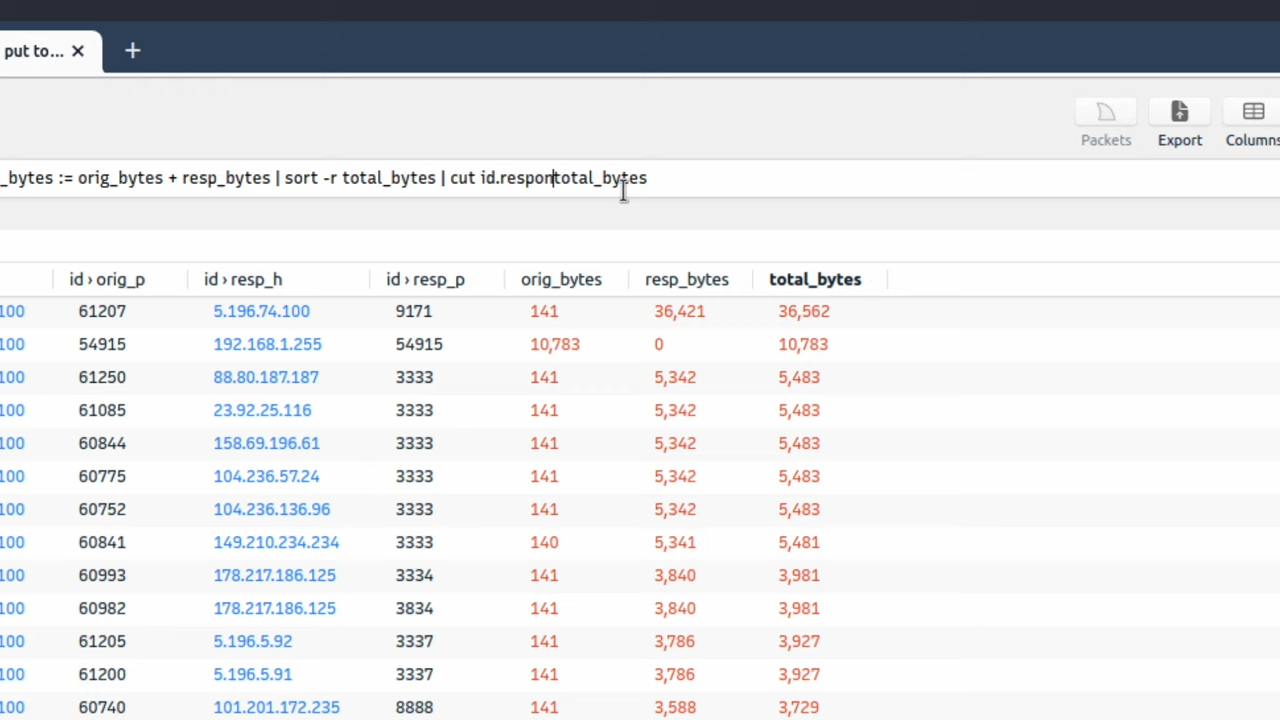 put to...
Packets Export Columns
_bytes := orig_bytes + resp_bytes | sort -r total_bytes | cut id.respontotal_bytes
id › orig_p id › resp_h id › resp_p orig_bytes resp_bytes total_bytes
100 61207 5.196.74.100 9171 141 36,421 36,562
100 54915 192.168.1.255 54915 10,783 0 10,783
100 61250 88.80.187.187 3333 141 5,342 5,483
100 61085 23.92.25.116 3333 141 5,342 5,483
100 60844 158.69.196.61 3333 141 5,342 5,483
100 60775 104.236.57.24 3333 141 5,342 5,483
100 60752 104.236.136.96 3333 141 5,342 5,483
100 60841 149.210.234.234 3333 140 5,341 5,481
100 60993 178.217.186.125 3334 141 3,840 3,981
100 60982 178.217.186.125 3834 141 3,840 3,981
100 61205 5.196.5.92 3337 141 3,786 3,927
100 61200 5.196.5.91 3337 141 3,786 3,927
100 60740 101.201.172.235 8888 141 3,588 3,729